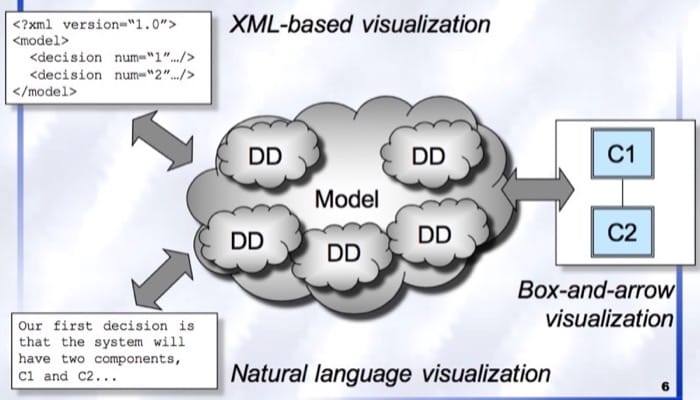 <?xml version="1.0">
<model>
<decision num="1"…/>
<decision num="2"…/>
</model>
XML-based visualization
DD
DD
Model
DD
DD
DD
C1
C2
Box-and-arrow
visualization
Our first decision is
that the system will
have two components,
C1 and C2...
Natural language visualization
6